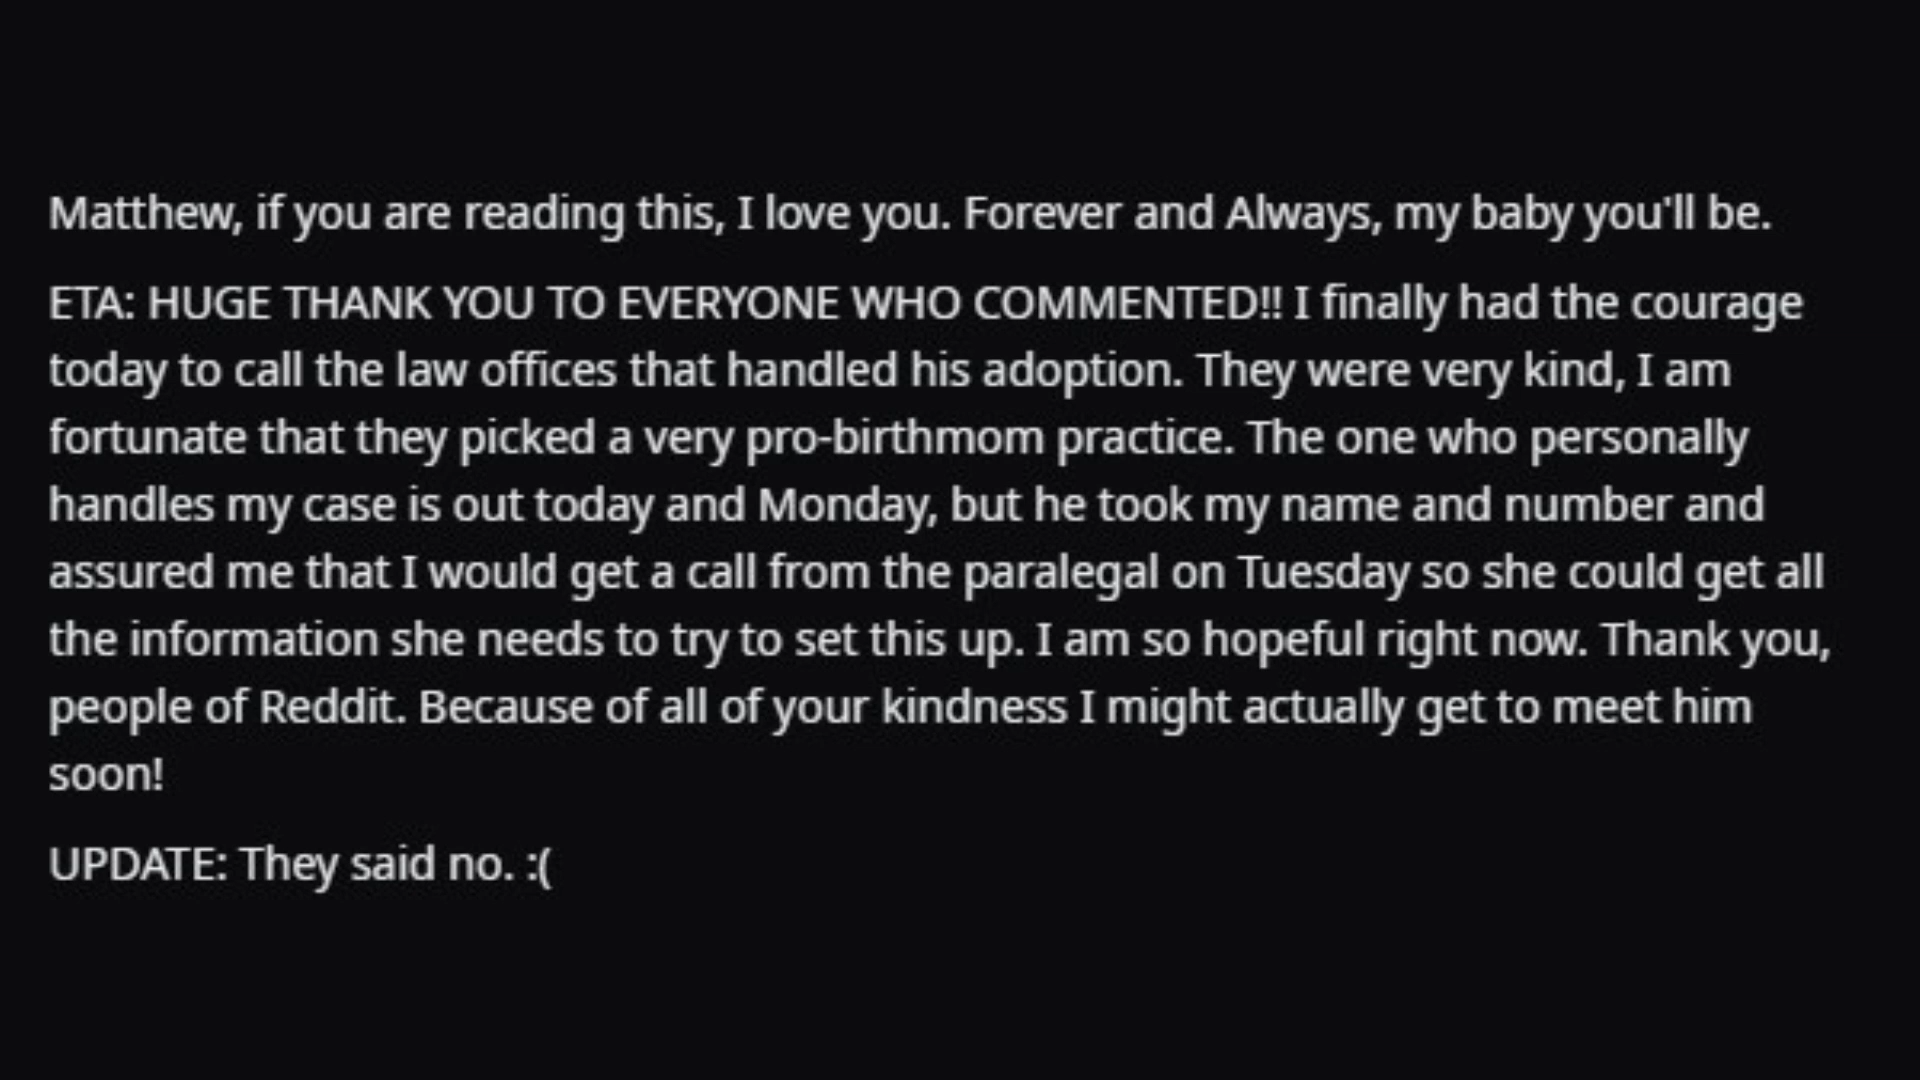 Matthew, if you are reading this, I love you. Forever and Always, my baby you'll be.
ETA: HUGE THANK YOU TO EVERYONE WHO COMMENTED!! I finally had the courage
today to call the law offices that handled his adoption. They were very kind, I am
fortunate that they picked a very pro-birthmom practice. The one who personally
handles my case is out today and Monday, but he took my name and number and
assured me that I would get a call from the paralegal on Tuesday so she could get all
the information she needs to try to set this up. I am so hopeful right now. Thank you,
people of Reddit. Because of all of your kindness I might actually get to meet him
soon!
UPDATE: They said no. :(